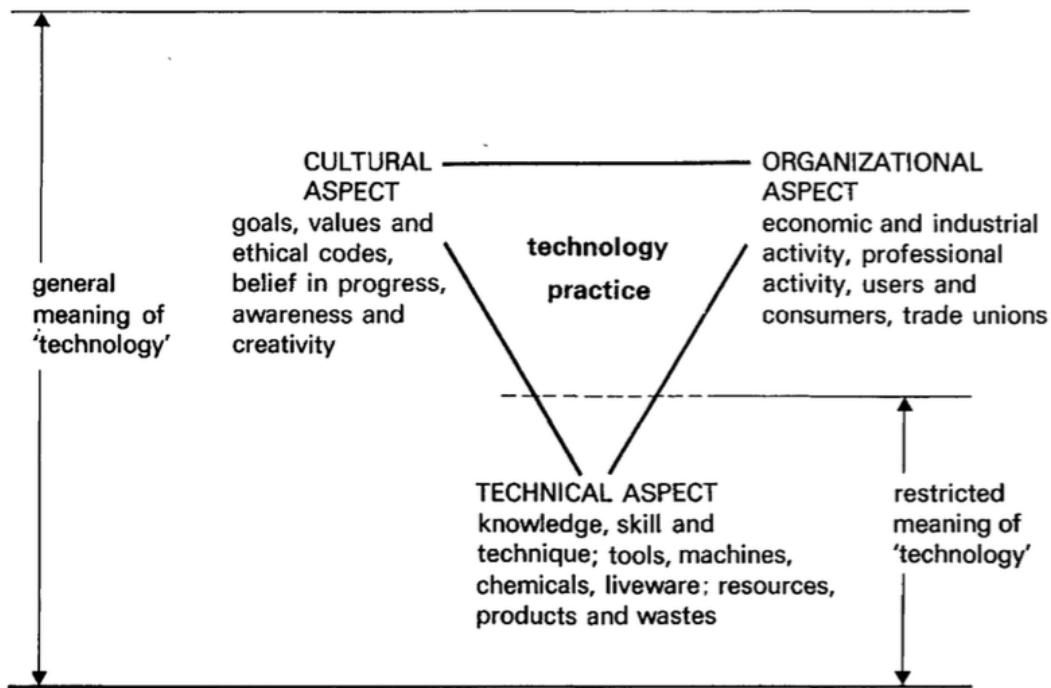 CULTURAL
ASPECT
goals, values and
ethical codes,
belief in progress,
awareness and
creativity
ORGANIZATIONAL
ASPECT
economic and industrial
activity, professional
activity, users and
consumers, trade unions
technology
practice
general
meaning of
'technology'
TECHNICAL ASPECT
knowledge, skill and
technique; tools, machines,
chemicals, liveware; resources,
products and wastes
restricted
meaning of
'technology'